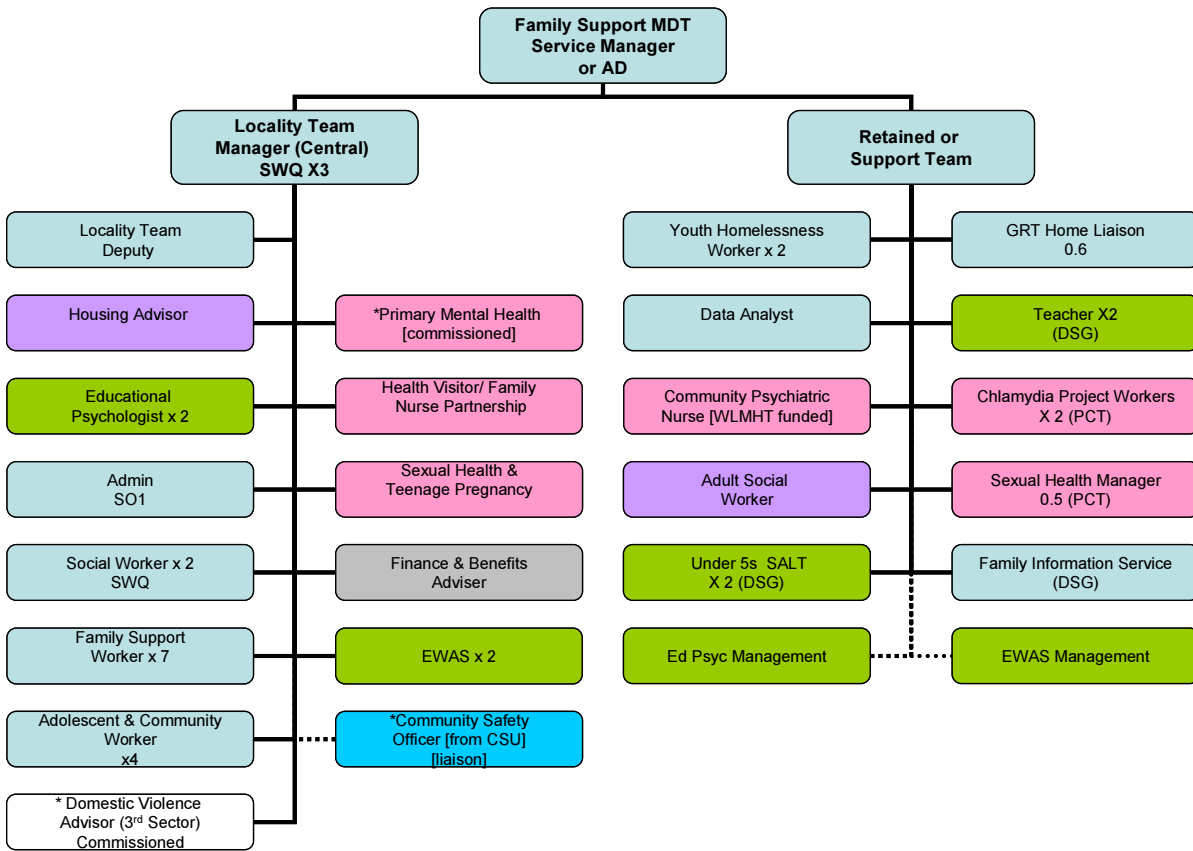 Family Support MDT
Service Manager
or AD
Locality Team
Manager (Central)
SWQ X3
Retained or
Support Team
Locality Team
Deputy
Housing Advisor
*Primary Mental Health
[commissioned]
Educational
Psychologist x 2
Health Visitor/ Family
Nurse Partnership
Admin
SO1
Sexual Health &
Teenage Pregnancy
Social Worker x 2
SWQ
Finance & Benefits
Adviser
Family Support
Worker x 7
EWAS x 2
Adolescent & Community
Worker
x4
*Community Safety
Officer [from CSU]
[liaison]
* Domestic Violence
Advisor (3rd Sector)
Commissioned
Youth Homelessness
Worker x 2
GRT Home Liaison
0.6
Data Analyst
Teacher X2
(DSG)
Community Psychiatric
Nurse [WLMHT funded]
Chlamydia Project Workers
X 2 (PCT)
Adult Social
Worker
Sexual Health Manager
0.5 (PCT)
Under 5s SALT
X 2 (DSG)
Family Information Service
(DSG)
Ed Psyc Management
EWAS Management